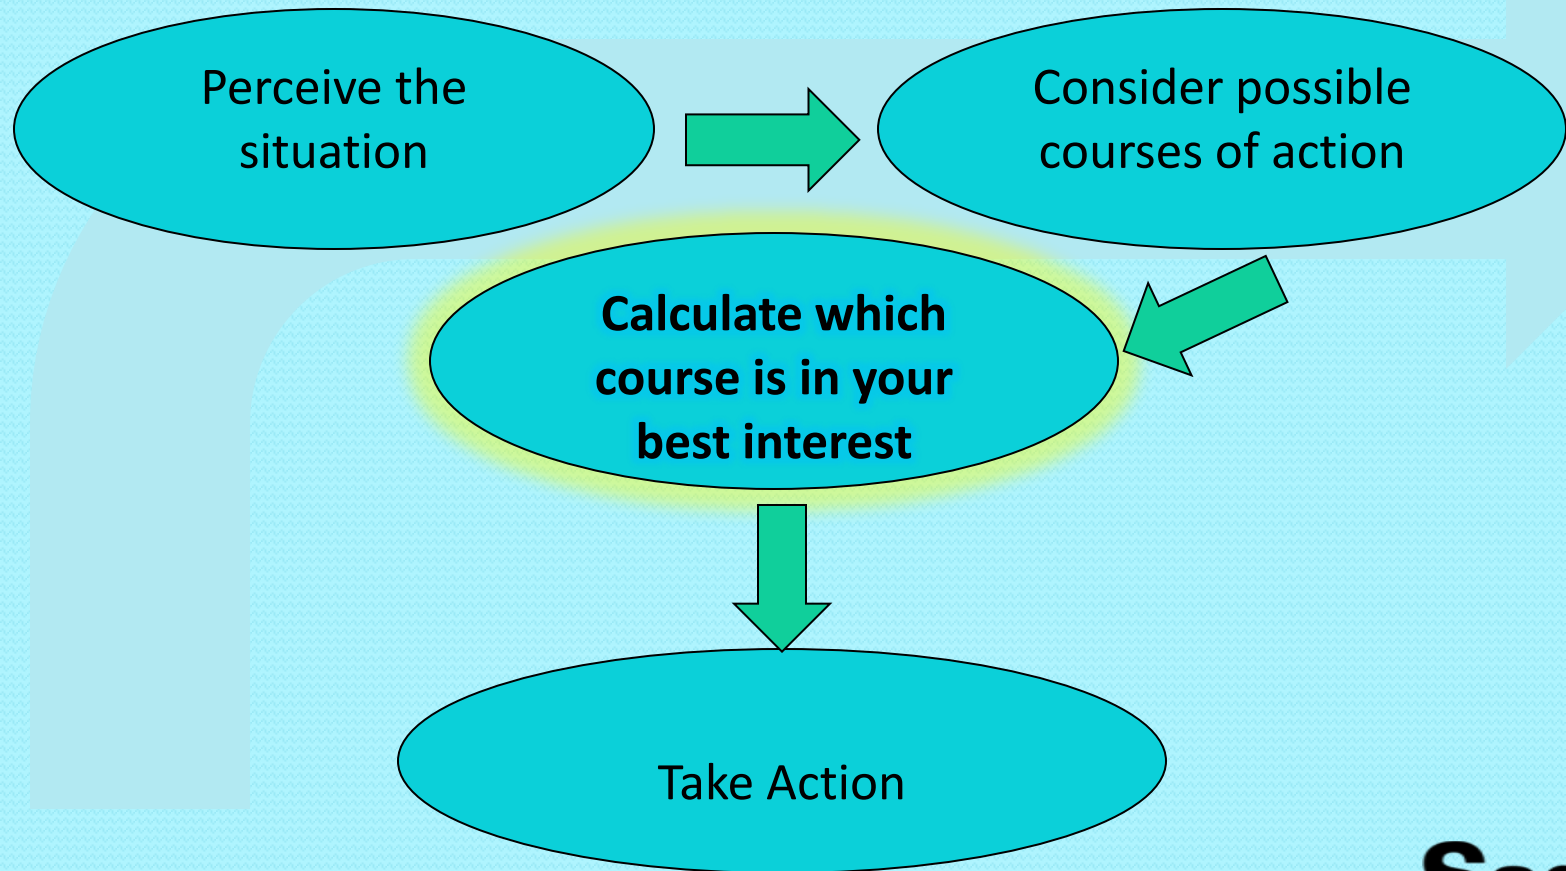 Perceive the
situation
Consider possible
courses of action
Calculate which
course is in your
best interest
Take Action